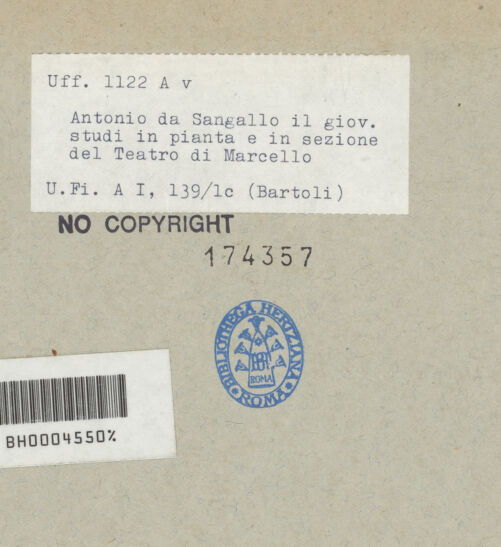 Uff. 1122 A v
Antonio da Sangallo il giov.
studi in pianta e in sezione
del Teatro di Marcello
U.Fi. A I, 139/1c (Bartoli)
NO COPYRIGHT
174357
BIBLIOTHECA HERTZIANA
ROMA
ROMA
BH0004550%